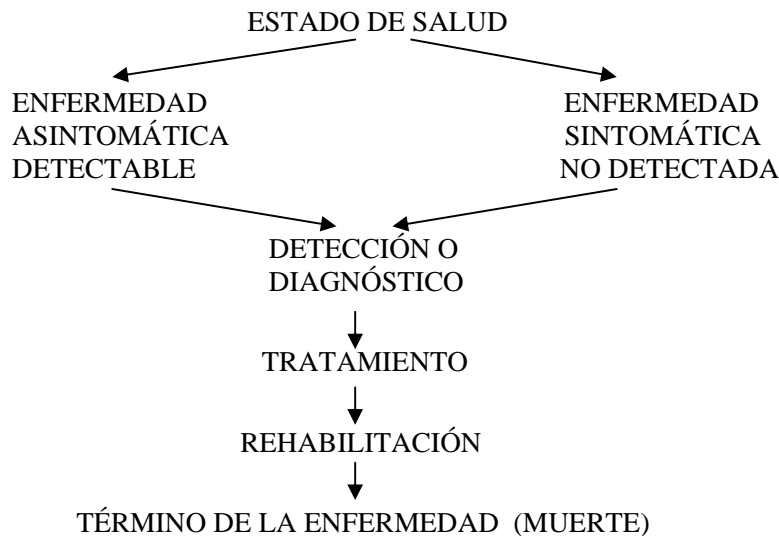 ESTADO DE SALUD
ENFERMEDAD
ASINTOMÁTICA
DETECTABLE
ENFERMEDAD
SINTOMÁTICA
NO DETECTADA
DETECCIÓN O
DIAGNÓSTICO
TRATAMIENTO
REHABILITACIÓN
TÉRMINO DE LA ENFERMEDAD (MUERTE)